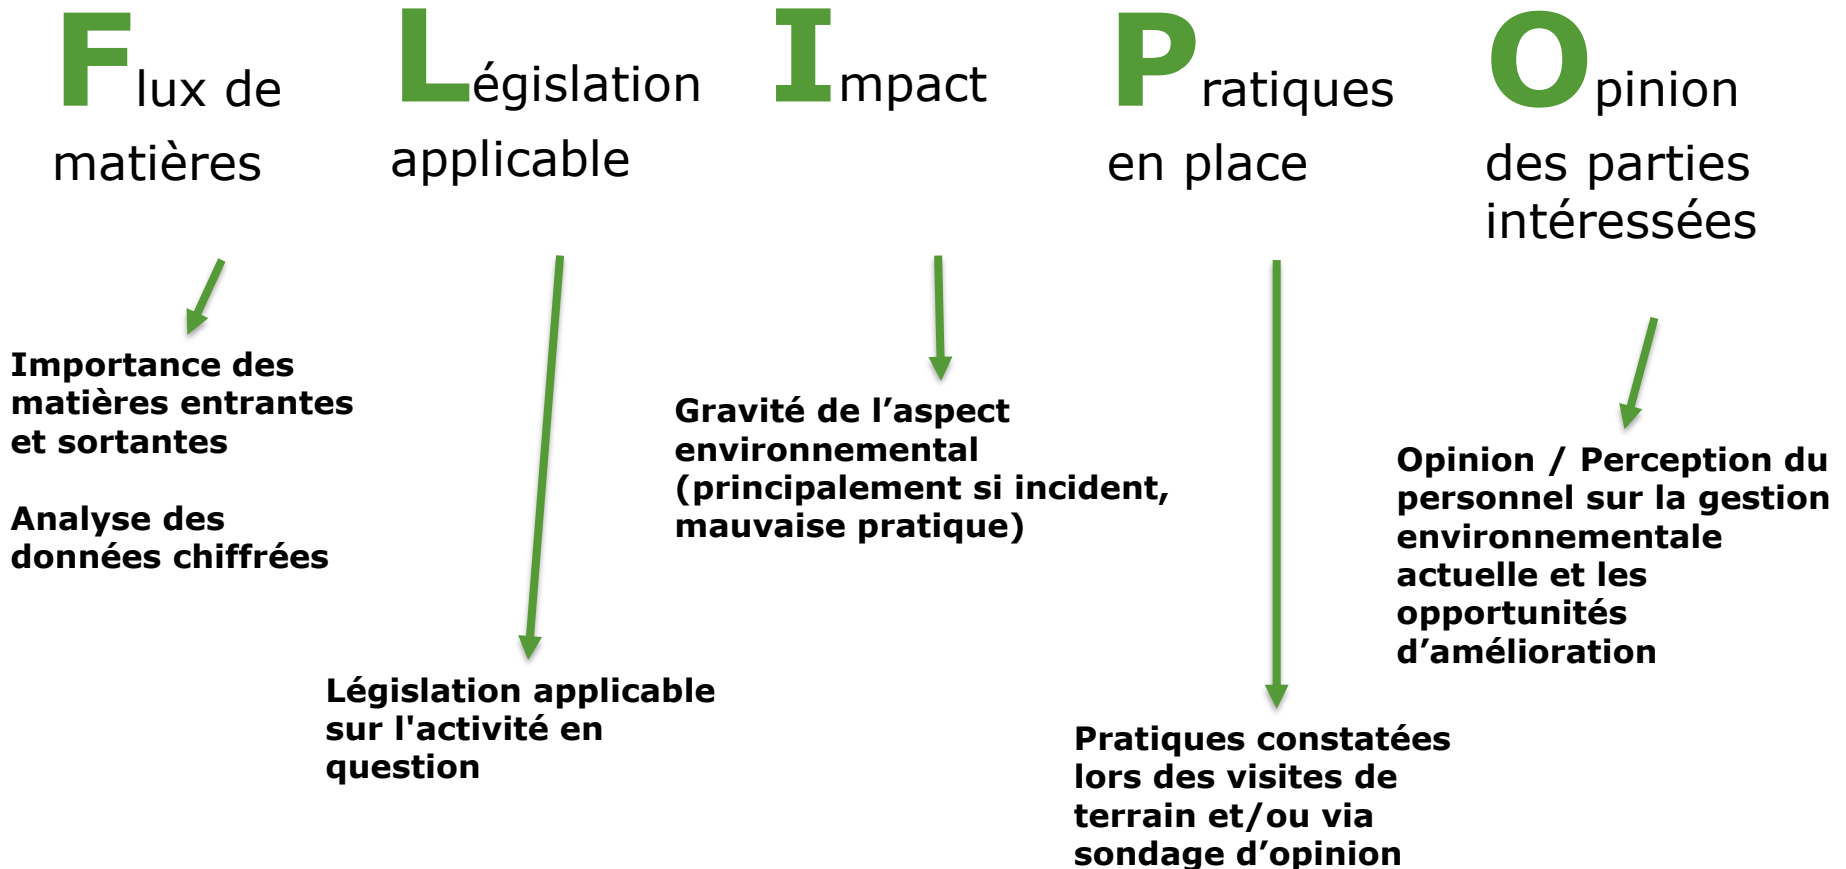 Flux de
matières
Législation
applicable
Impact
Pratiques
en place
Opinion
des parties
intéressées
Importance des
matières entrantes
et sortantes
Analyse des
données chiffrées
Législation applicable
sur l'activité en
question
Gravité de l’aspect
environnemental
(principalement si incident,
mauvaise pratique)
Pratiques constatées
lors des visites de
terrain et/ou via
sondage d’opinion
Opinion / Perception du
personnel sur la gestion
environnementale
actuelle et les
opportunités
d’amélioration